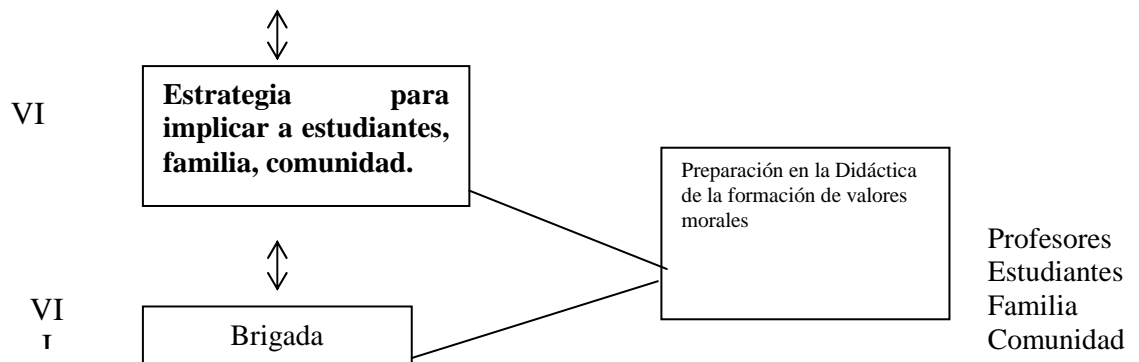 VI
Estrategia para
implicar a estudiantes,
familia, comunidad.
Preparación en la Didáctica
de la formación de valores
morales
Profesores
Estudiantes
Familia
Comunidad
VI
I
Brigada